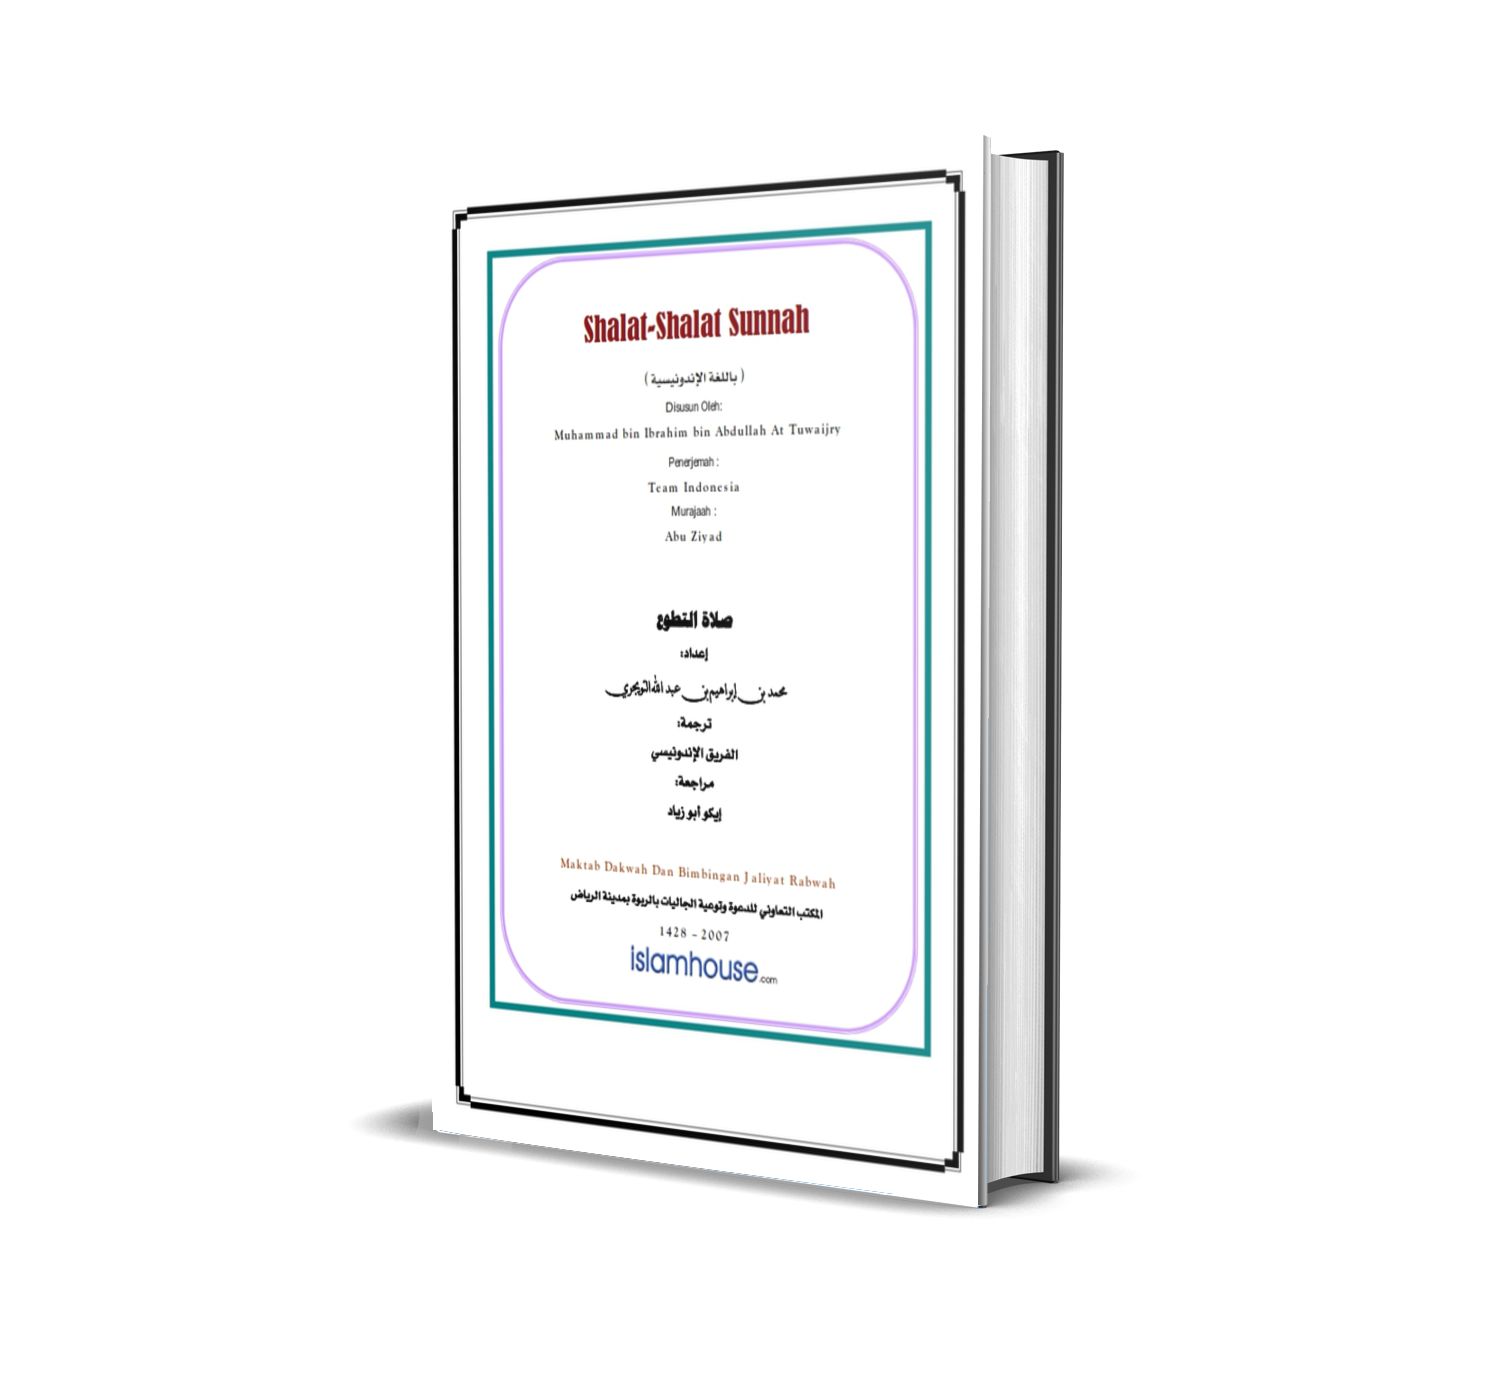 Shalat-Shalat Sunnah
( باللغة الإندونيسية )
Disusun Oleh:
Muhammad bin Ibrahim bin Abdullah At Tuwaijry
Penerjemah :
Team Indonesia
Murajaah :
Abu Ziyad
صلاة التطوع
إعداد:
محمد بن إبراهيم بن عبد الله التويجري
ترجمة:
الفريق الإندونيسي
مراجعة:
إيكو أبو زياد
Maktab Dakwah Dan Bimbingan Jaliyat Rabwah
المكتب التعاوني للدعوة وتوعية الجاليات بالربوة بمدينة الرياض
1428 – 2007
islamhouse.com